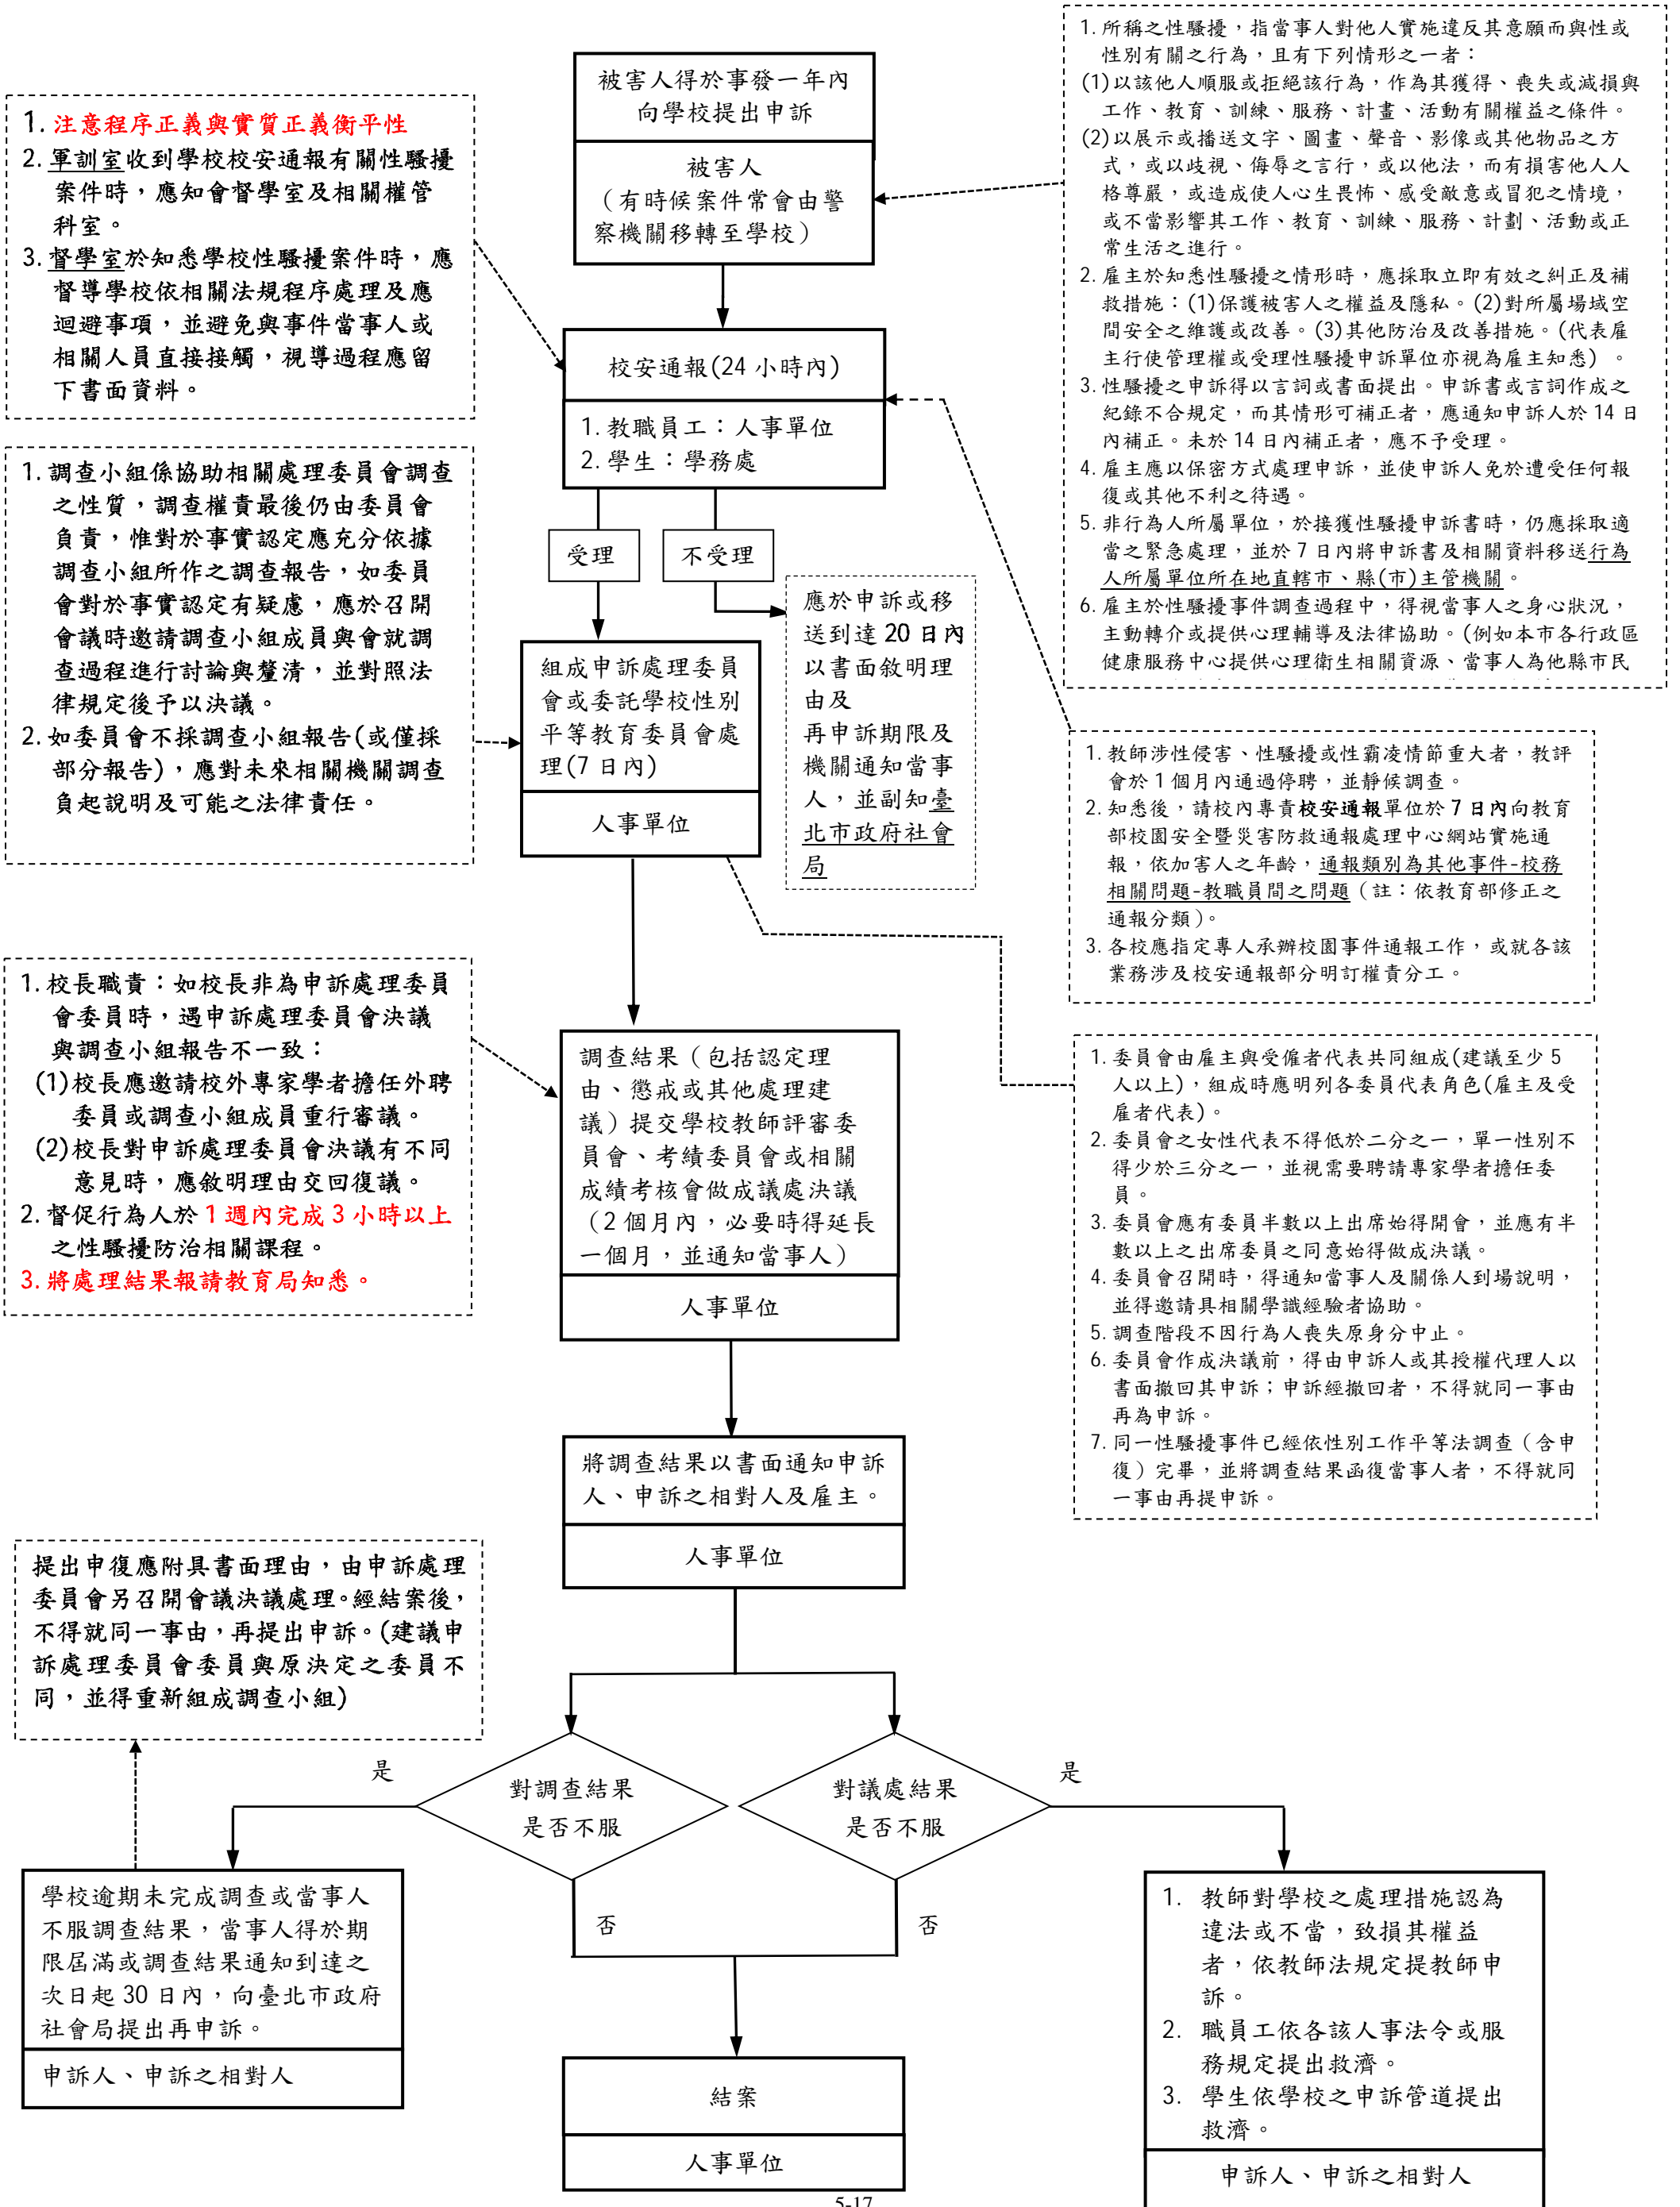 被害人得於事發一年內
向學校提出申訴
被害人
（有時候案件常會由警
察機關移轉至學校）
1. 所稱之性騷擾，指當事人對他人實施違反其意願而與性或
性別有關之行為，且有下列情形之一者：
(1)以該他人順服或拒絕該行為，作為其獲得、喪失或減損與
工作、教育、訓練、服務、計畫、活動有關權益之條件。
(2)以展示或播送文字、圖畫、聲音、影像或其他物品之方
式，或以歧視、侮辱之言行，或以他法，而有損害他人人
格尊嚴，或造成使人心生畏怖、感受敵意或冒犯之情境，
或不當影響其工作、教育、訓練、服務、計劃、活動或正
常生活之進行。
2. 雇主於知悉性騷擾之情形時，應採取立即有效之糾正及補
救措施：(1)保護被害人之權益及隱私。(2)對所屬場域空
間安全之維護或改善。(3)其他防治及改善措施。(代表雇
主行使管理權或受理性騷擾申訴單位亦視為雇主知悉) 。
3. 性騷擾之申訴得以言詞或書面提出。申訴書或言詞作成之
紀錄不合規定，而其情形可補正者，應通知申訴人於 14 日
內補正。未於 14 日內補正者，應不予受理。
4. 雇主應以保密方式處理申訴，並使申訴人免於遭受任何報
復或其他不利之待遇。
5. 非行為人所屬單位，於接獲性騷擾申訴書時，仍應採取適
當之緊急處理，並於 7 日內將申訴書及相關資料移送行為
人所屬單位所在地直轄市、縣(市)主管機關。
6. 雇主於性騷擾事件調查過程中，得視當事人之身心狀況，
主動轉介或提供心理輔導及法律協助。(例如本市各行政區
健康服務中心提供心理衛生相關資源、當事人為他縣市民
1. 注意程序正義與實質正義衡平性
2. 軍訓室收到學校校安通報有關性騷擾
案件時，應知會督學室及相關權管
科室。
3. 督學室於知悉學校性騷擾案件時，應
督導學校依相關法規程序處理及應
迴避事項，並避免與事件當事人或
相關人員直接接觸，視導過程應留
下書面資料。
校安通報(24 小時內)
1. 教職員工：人事單位
2. 學生：學務處
受理
不受理
1. 調查小組係協助相關處理委員會調查
之性質，調查權責最後仍由委員會
負責，惟對於事實認定應充分依據
調查小組所作之調查報告，如委員
會對於事實認定有疑慮，應於召開
會議時邀請調查小組成員與會就調
查過程進行討論與釐清，並對照法
律規定後予以決議。
2. 如委員會不採調查小組報告(或僅採
部分報告)，應對未來相關機關調查
負起說明及可能之法律責任。
組成申訴處理委員
會或委託學校性別
平等教育委員會處
理(7 日內)
人事單位
應於申訴或移
送到達 20 日內
以書面敘明理
由及
再申訴期限及
機關通知當事
人，並副知臺
北市政府社會
局
1. 教師涉性侵害、性騷擾或性霸凌情節重大者，教評
會於 1 個月內通過停聘，並靜候調查。
2. 知悉後，請校內專責校安通報單位於 7 日內向教育
部校園安全暨災害防救通報處理中心網站實施通
報，依加害人之年齡，通報類別為其他事件-校務
相關問題-教職員間之問題（註：依教育部修正之
通報分類）。
3. 各校應指定專人承辦校園事件通報工作，或就各該
業務涉及校安通報部分明訂權責分工。
1. 校長職責：如校長非為申訴處理委員
會委員時，遇申訴處理委員會決議
與調查小組報告不一致：
(1)校長應邀請校外專家學者擔任外聘
委員或調查小組成員重行審議。
(2)校長對申訴處理委員會決議有不同
意見時，應敘明理由交回復議。
2. 督促行為人於 1 週內完成 3 小時以上
之性騷擾防治相關課程。
3. 將處理結果報請教育局知悉。
調查結果（包括認定理
由、懲戒或其他處理建
議）提交學校教師評審委
員會、考績委員會或相關
成績考核會做成議處決議
（2 個月內，必要時得延長
一個月，並通知當事人）
人事單位
1. 委員會由雇主與受僱者代表共同組成(建議至少 5
人以上)，組成時應明列各委員代表角色(雇主及受
雇者代表)。
2. 委員會之女性代表不得低於二分之一，單一性別不
得少於三分之一，並視需要聘請專家學者擔任委
員。
3. 委員會應有委員半數以上出席始得開會，並應有半
數以上之出席委員之同意始得做成決議。
4. 委員會召開時，得通知當事人及關係人到場說明，
並得邀請具相關學識經驗者協助。
5. 調查階段不因行為人喪失原身分中止。
6. 委員會作成決議前，得由申訴人或其授權代理人以
書面撤回其申訴；申訴經撤回者，不得就同一事由
再為申訴。
7. 同一性騷擾事件已經依性別工作平等法調查（含申
復）完畢，並將調查結果函復當事人者，不得就同
一事由再提申訴。
將調查結果以書面通知申訴
人、申訴之相對人及雇主。
人事單位
提出申復應附具書面理由，由申訴處理
委員會另召開會議決議處理。經結案後，
不得就同一事由，再提出申訴。(建議申
訴處理委員會委員與原決定之委員不
同，並得重新組成調查小組)
是
對調查結果
是否不服
對議處結果
是否不服
是
否
否
學校逾期未完成調查或當事人
不服調查結果，當事人得於期
限屆滿或調查結果通知到達之
次日起 30 日內，向臺北市政府
社會局提出再申訴。
申訴人、申訴之相對人
1. 教師對學校之處理措施認為
違法或不當，致損其權益
者，依教師法規定提教師申
訴。
2. 職員工依各該人事法令或服
務規定提出救濟。
3. 學生依學校之申訴管道提出
救濟。
申訴人、申訴之相對人
結案
人事單位
5-17